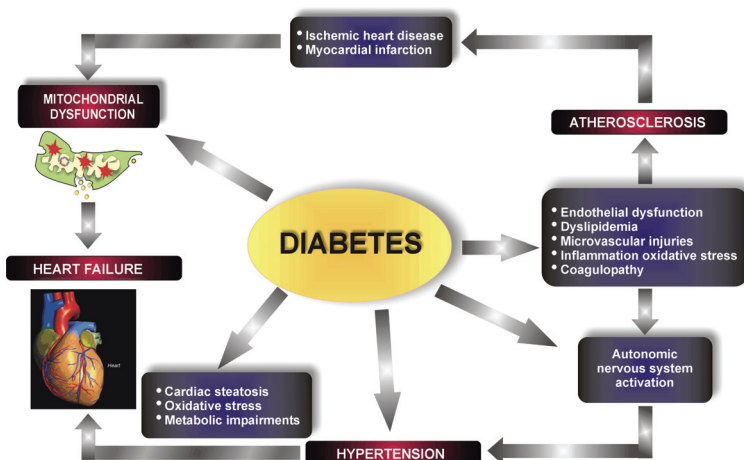 • Ischemic heart disease
• Myocardial infarction
MITOCHONDRIAL
DYSFUNCTION
ATHEROSCLEROSIS
DIABETES
• Endothelial dysfunction
• Dyslipidemia
• Microvascular injuries
• Inflammation oxidative stress
• Coagulopathy
HEART FAILURE
Heart
Autonomic
nervous system
activation
• Cardiac steatosis
• Oxidative stress
• Metabolic impairments
HYPERTENSION